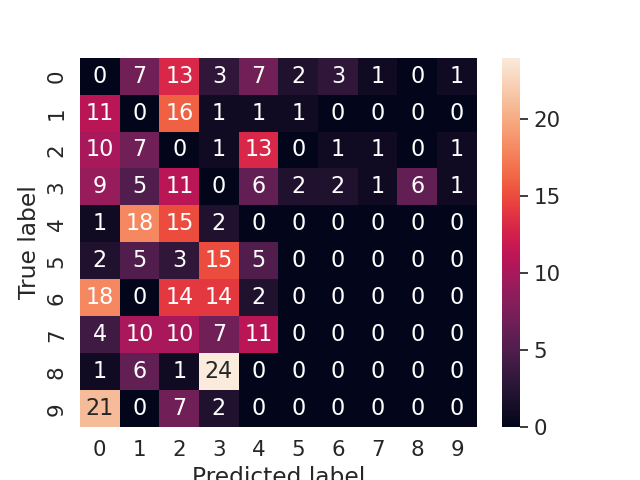 0 0 7 13 3 7 2 3 1 0 1
1 11 0 16 1 1 1 0 0 0 0
2 10 7 0 1 13 0 1 1 0 1
3 9 5 11 0 6 2 2 1 6 1
4 1 18 15 2 0 0 0 0 0 0
5 2 5 3 15 5 0 0 0 0 0
6 18 0 14 14 2 0 0 0 0 0
7 4 10 10 7 11 0 0 0 0 0
8 1 6 1 24 0 0 0 0 0 0
9 21 0 7 2 0 0 0 0 0 0
0 1 2 3 4 5 6 7 8 9
Predicted label
True label
20
15
10
5
0